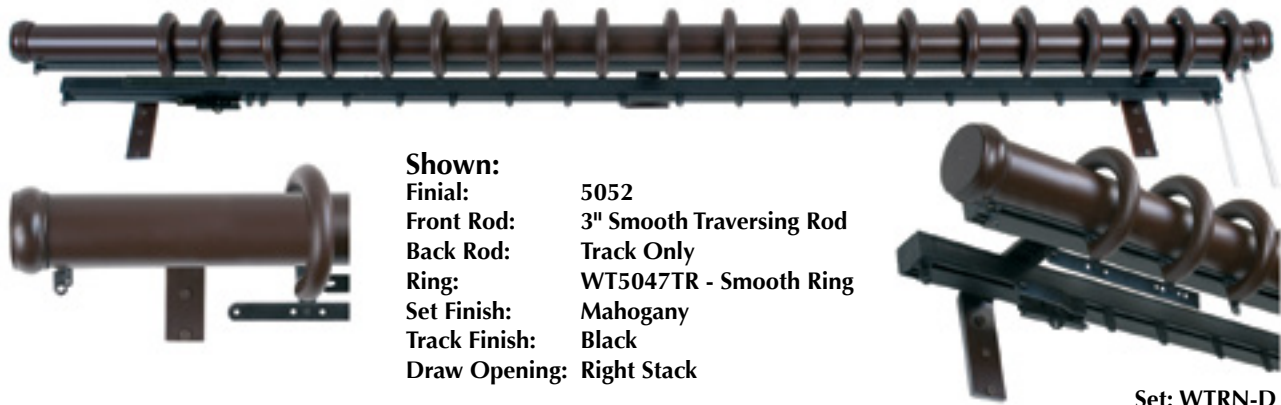 Shown:
Finial: 5052
Front Rod: 3" Smooth Traversing Rod
Back Rod: Track Only
Ring: WT5047TR - Smooth Ring
Set Finish: Mahogany
Track Finish: Black
Draw Opening: Right Stack
Set: WTRN-D